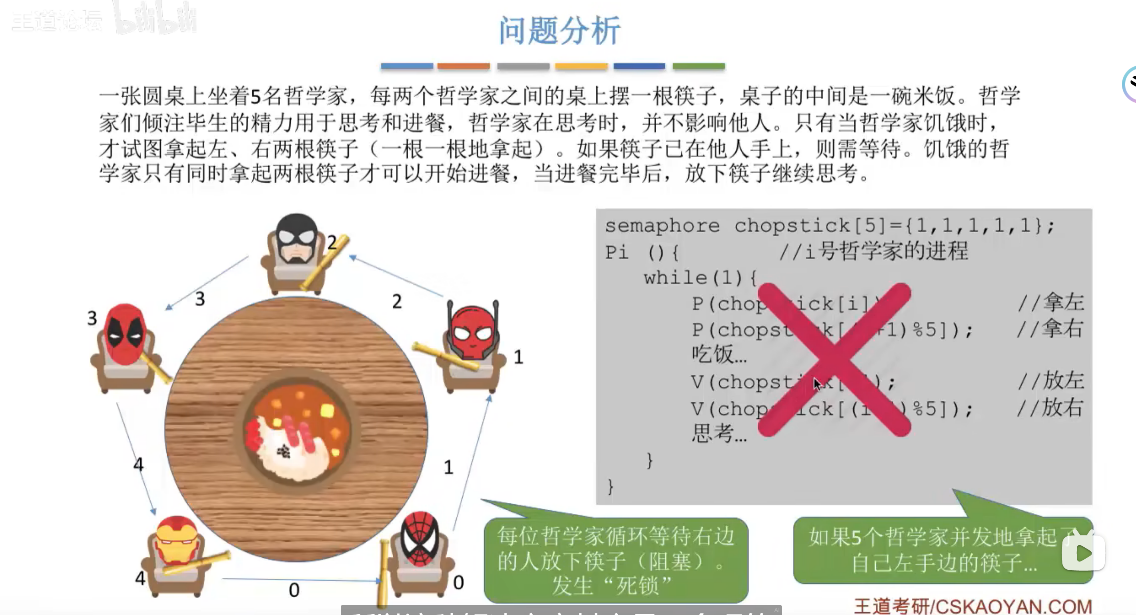 王道论坛 bilibili
问题分析
一张圆桌上坐着5名哲学家，每两个哲学家之间的桌上摆一根筷子，桌子的中间是一碗米饭。哲学
家们倾注毕生的精力用于思考和进餐，哲学家在思考时，并不影响他人。只有当哲学家饥饿时，
才试图拿起左、右两根筷子（一根一根地拿起）。如果筷子已在他人手上，则需等待。饥饿的哲
学家只有同时拿起两根筷子才可以开始进餐，当进餐完毕后，放下筷子继续思考。
2
3
2
3
1
4
1
4
0
0
semaphore chopstick[5]={1,1,1,1,1};
Pi (){ //i号哲学家的进程
while(1){
P(chopstick[i]); //拿左
P(chopstick[(i+1)%5]); //拿右
吃饭…
V(chopstick[i]); //放左
V(chopstick[(i+1)%5]); //放右
思考…
}
}
每位哲学家循环等待右边
的人放下筷子（阻塞）。
发生“死锁”
如果5个哲学家并发地拿起了
自己左手边的筷子…
王道考研/CSKAOYAN.COM